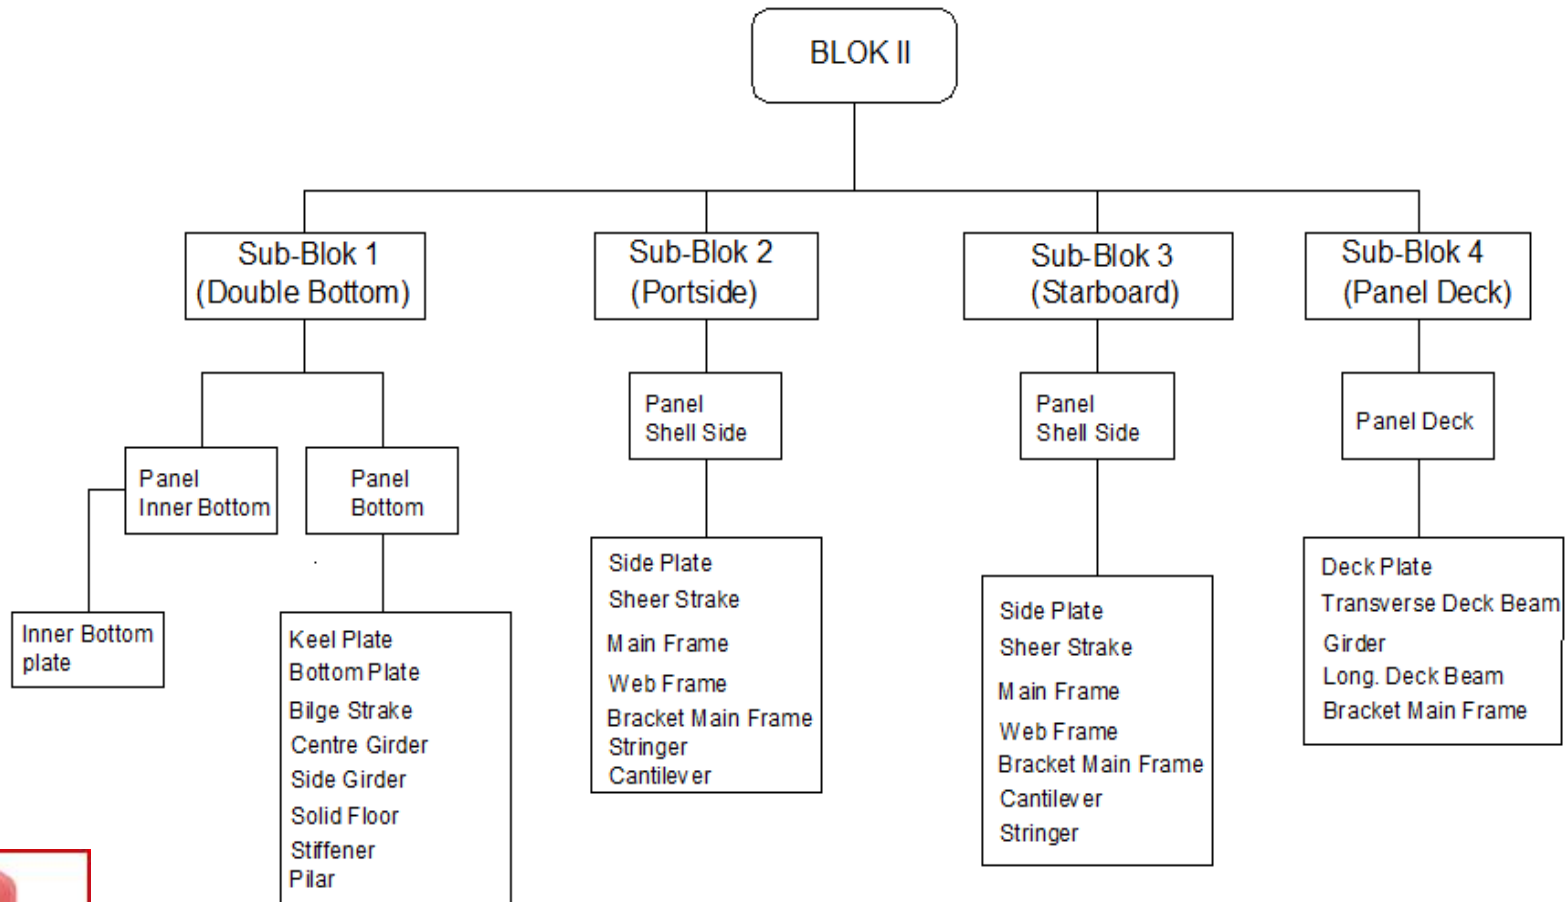 BLOK II
Sub-Blok 1
(Double Bottom)
Sub-Blok 2
(Portside)
Sub-Blok 3
(Starboard)
Sub-Blok 4
(Panel Deck)
Panel
Shell Side
Panel
Shell Side
Panel Deck
Panel
Inner Bottom
Panel
Bottom
Inner Bottom
plate
Keel Plate
Bottom Plate
Bilge Strake
Centre Girder
Side Girder
Solid Floor
Stiffener
Pilar
Side Plate
Sheer Strake
Main Frame
Web Frame
Bracket Main Frame
Stringer
Cantilever
Side Plate
Sheer Strake
Main Frame
Web Frame
Bracket Main Frame
Cantilever
Stringer
Deck Plate
Transverse Deck Beam
Girder
Long. Deck Beam
Bracket Main Frame